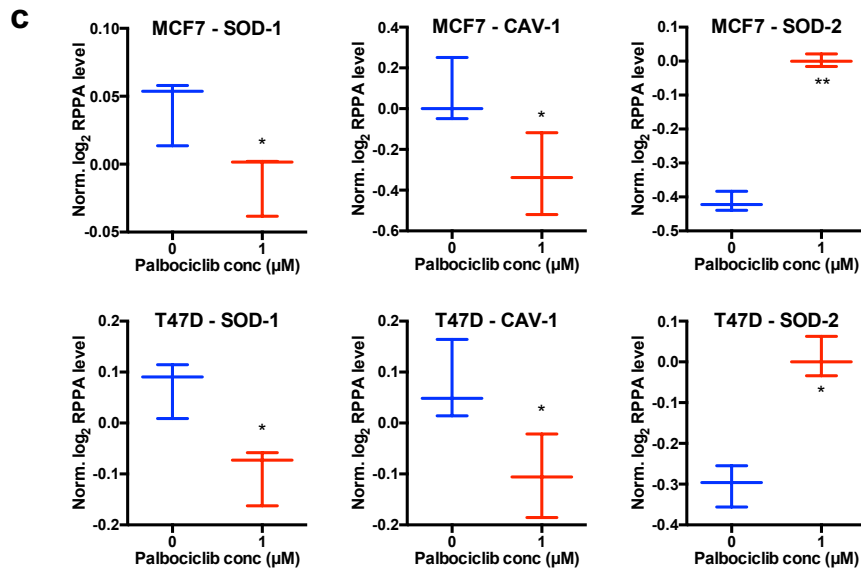 c
MCF7 - SOD-1
Norm. log2 RPPA level
0.10
0.05
0.00
-0.05
*
0
1
Palbociclib conc (µM)
MCF7 - CAV-1
Norm. log2 RPPA level
0.4
0.2
0.0
-0.2
-0.4
-0.6
*
0
1
Palbociclib conc (µM)
MCF7 - SOD-2
Norm. log2 RPPA level
0.1
0.0
-0.1
-0.2
-0.3
-0.4
-0.5
**
0
1
Palbociclib conc (µM)
T47D - SOD-1
Norm. log2 RPPA level
0.2
0.1
0.0
-0.1
-0.2
*
0
1
Palbociclib conc (µM)
T47D - CAV-1
Norm. log2 RPPA level
0.2
0.1
0.0
-0.1
-0.2
*
0
1
Palbociclib conc (µM)
T47D - SOD-2
Norm. log2 RPPA level
0.1
0.0
-0.1
-0.2
-0.3
-0.4
*
0
1
Palbociclib conc (µM)